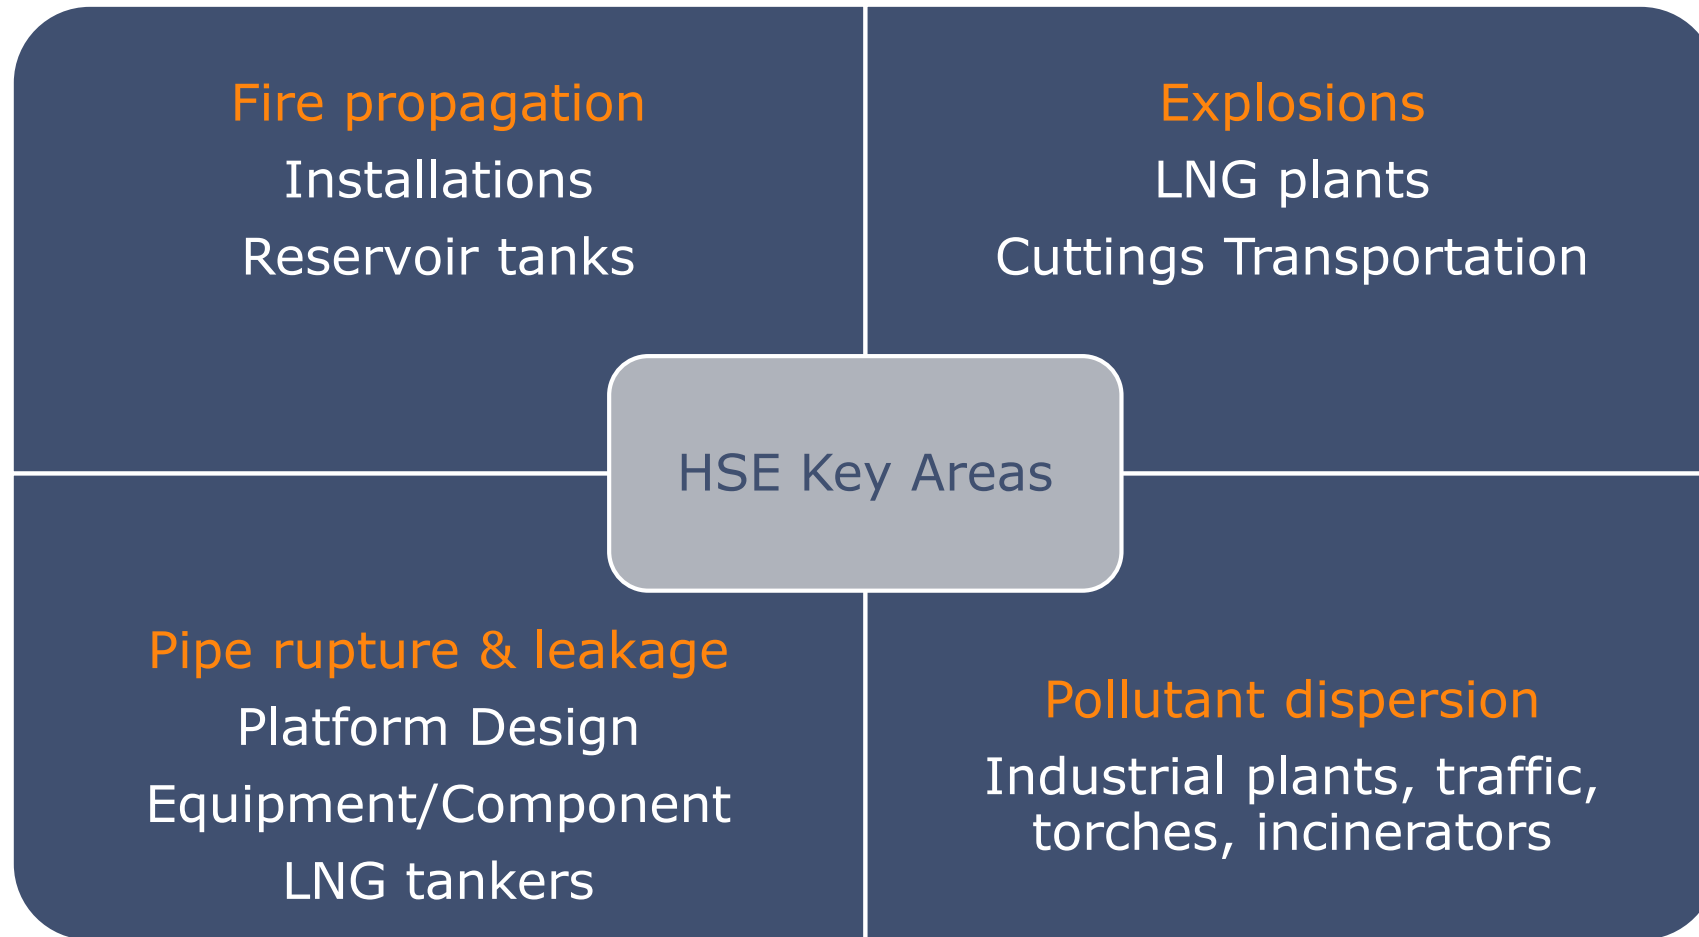 Fire propagation
Installations
Reservoir tanks
Explosions
LNG plants
Cuttings Transportation
HSE Key Areas
Pipe rupture & leakage
Platform Design
Equipment/Component
LNG tankers
Pollutant dispersion
Industrial plants, traffic,
torches, incinerators